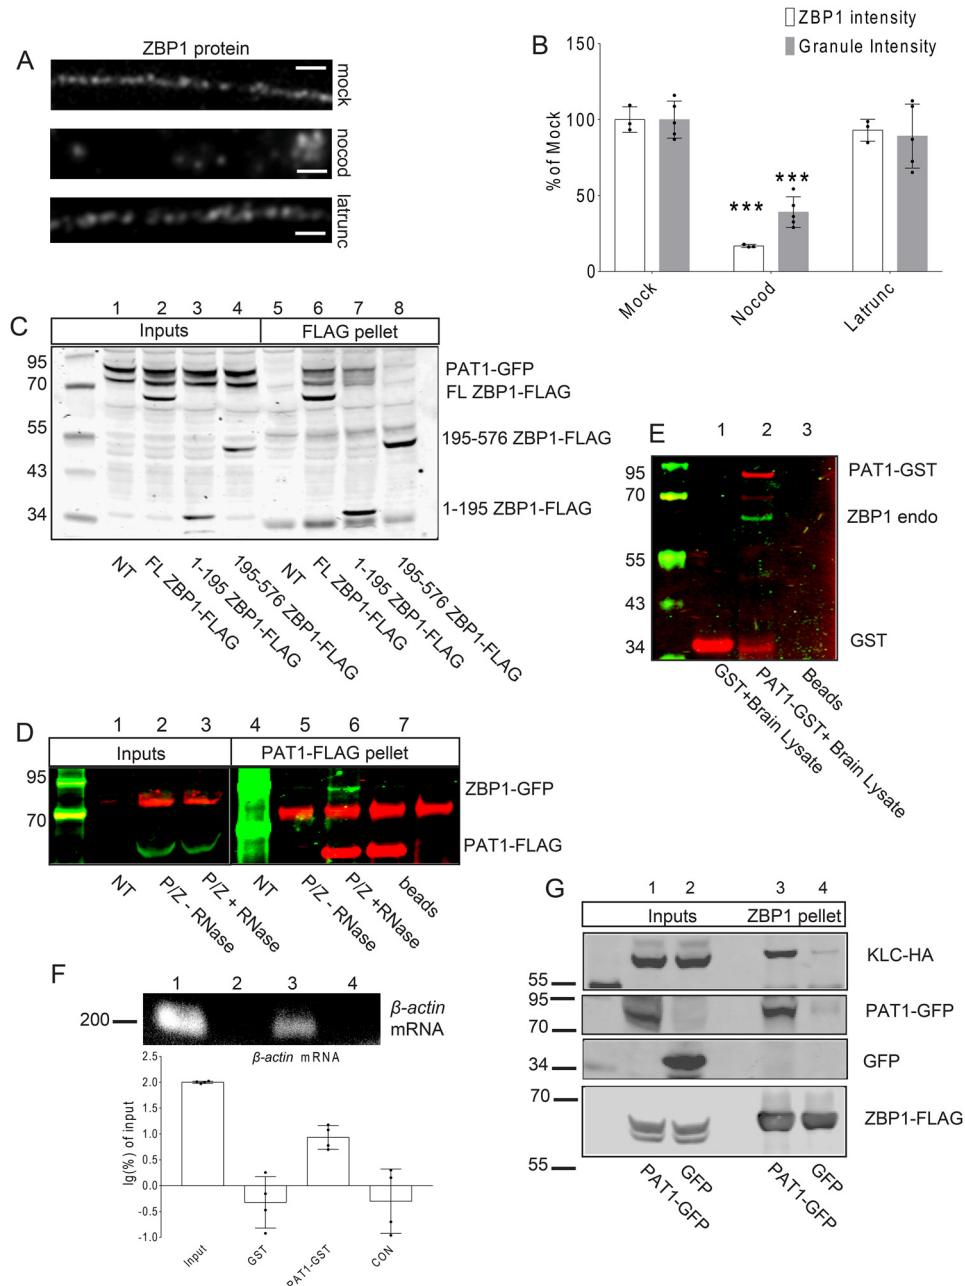 A
ZBP1 protein
mock
nocod
latrunc
B
ZBP1 intensity
Granule Intensity
% of Mock
150
100
50
0
***
***
Mock
Nocod
Latrunc
C
1 2 3 4 5 6 7 8
Inputs
FLAG pellet
95
70
55
43
34
PAT1-GFP
FL ZBP1-FLAG
195-576 ZBP1-FLAG
1-195 ZBP1-FLAG
NT
FL ZBP1-FLAG
1-195 ZBP1-FLAG
195-576 ZBP1-FLAG
NT
FL ZBP1-FLAG
1-195 ZBP1-FLAG
195-576 ZBP1-FLAG
E
1 2 3
95
70
55
43
34
PAT1-GST
ZBP1 endo
GST
GST+Brain Lysate
PAT1-GST+ Brain Lysate
Beads
D
1 2 3 4 5 6 7
Inputs
PAT1-FLAG pellet
95
70
ZBP1-GFP
PAT1-FLAG
NT
P/Z - RNase
P/Z + RNase
NT
P/Z - RNase
P/Z +RNase
beads
F
1 2 3 4
200
β-actin
mRNA
β-actin mRNA
lg(%) of input
2.5
2.0
1.5
1.0
0.5
0.0
-0.5
-1.0
Input
GST
PAT1-GST
CON
G
1 2 3 4
Inputs
ZBP1 pellet
55
KLC-HA
95
70
PAT1-GFP
34
GFP
70
55
ZBP1-FLAG
PAT1-GFP
GFP
PAT1-GFP
GFP